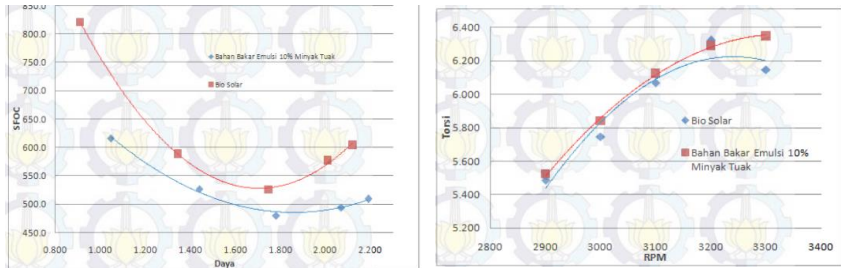 800.0
750.0
700.0
650.0
600.0
550.0
500.0
450.0
SFOC
Bahan Bakar Emulsi 10% Minyak Tuak
Bio Solar
0.800 1.000 1.200 1.400 1.600 1.800 2.000 2.200
Daya
6.400
6.200
6.000
5.800
5.600
5.400
5.200
Torsi
Bio Solar
Bahan Bakar Emulsi 10%
Minyak Tuak
2800 2900 3000 3100 3200 3300 3400
RPM